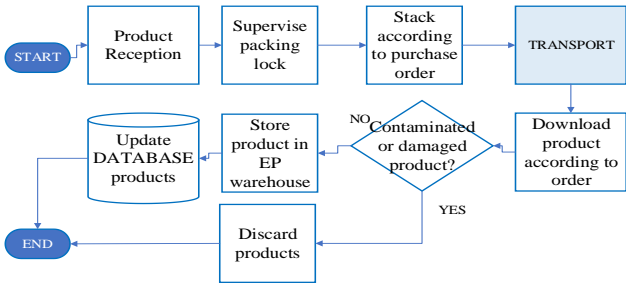 START
Product
Reception
Supervise
packing
lock
Stack
according
to purchase
order
TRANSPORT
Download
product
according to
order
NO
Contaminated
or damaged
product?
YES
Store
product in
EP
warehouse
Update
DATABASE
products
Discard
products
END